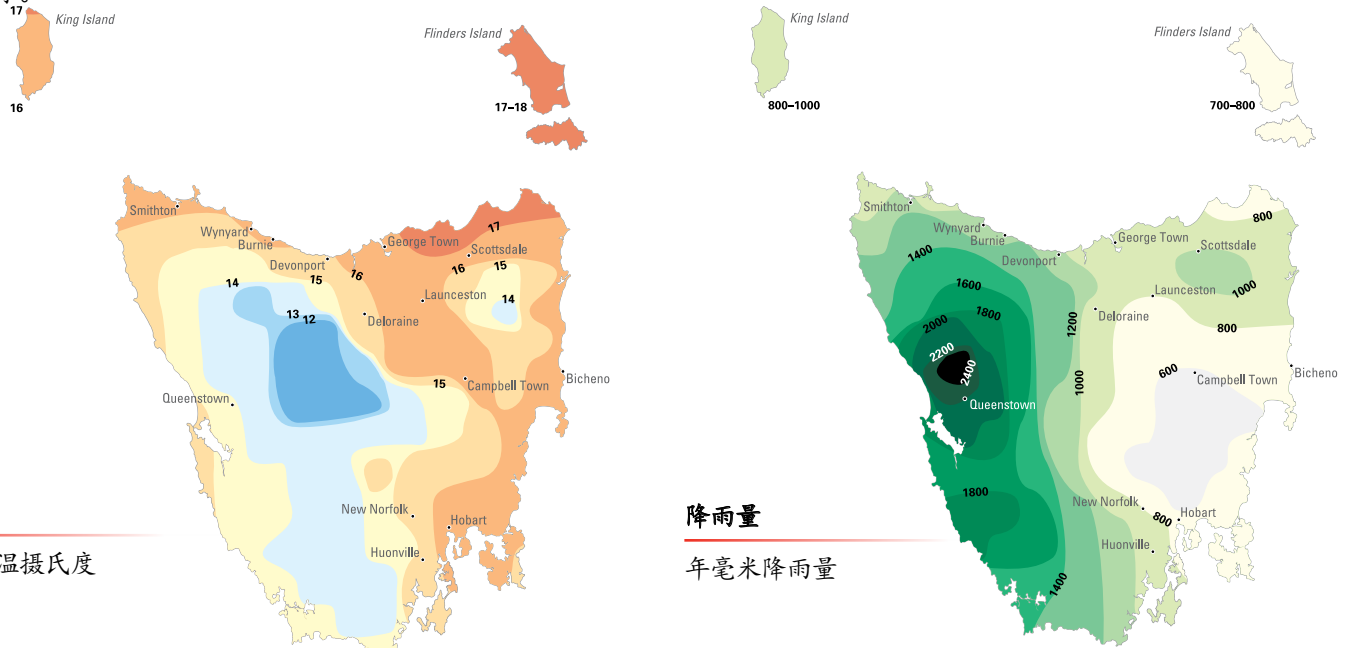 17
King Island
16
Flinders Island
17–18
Smithton
Wynyard
Burnie
Devonport
George Town
Scottsdale
17
16
15
14
15
16
14
13
12
Launceston
Deloraine
15
Campbell Town
Bicheno
Queenstown
New Norfolk
Hobart
Huonville
温摄氏度
King Island
800–1000
Flinders Island
700–800
Smithton
Wynyard
Burnie
Devonport
George Town
Scottsdale
800
1400
1600
1800
2000
2200
2400
1200
1000
1000
800
Launceston
Deloraine
600
Campbell Town
Bicheno
Queenstown
1800
New Norfolk
800
Hobart
Huonville
1400
降雨量
年毫米降雨量